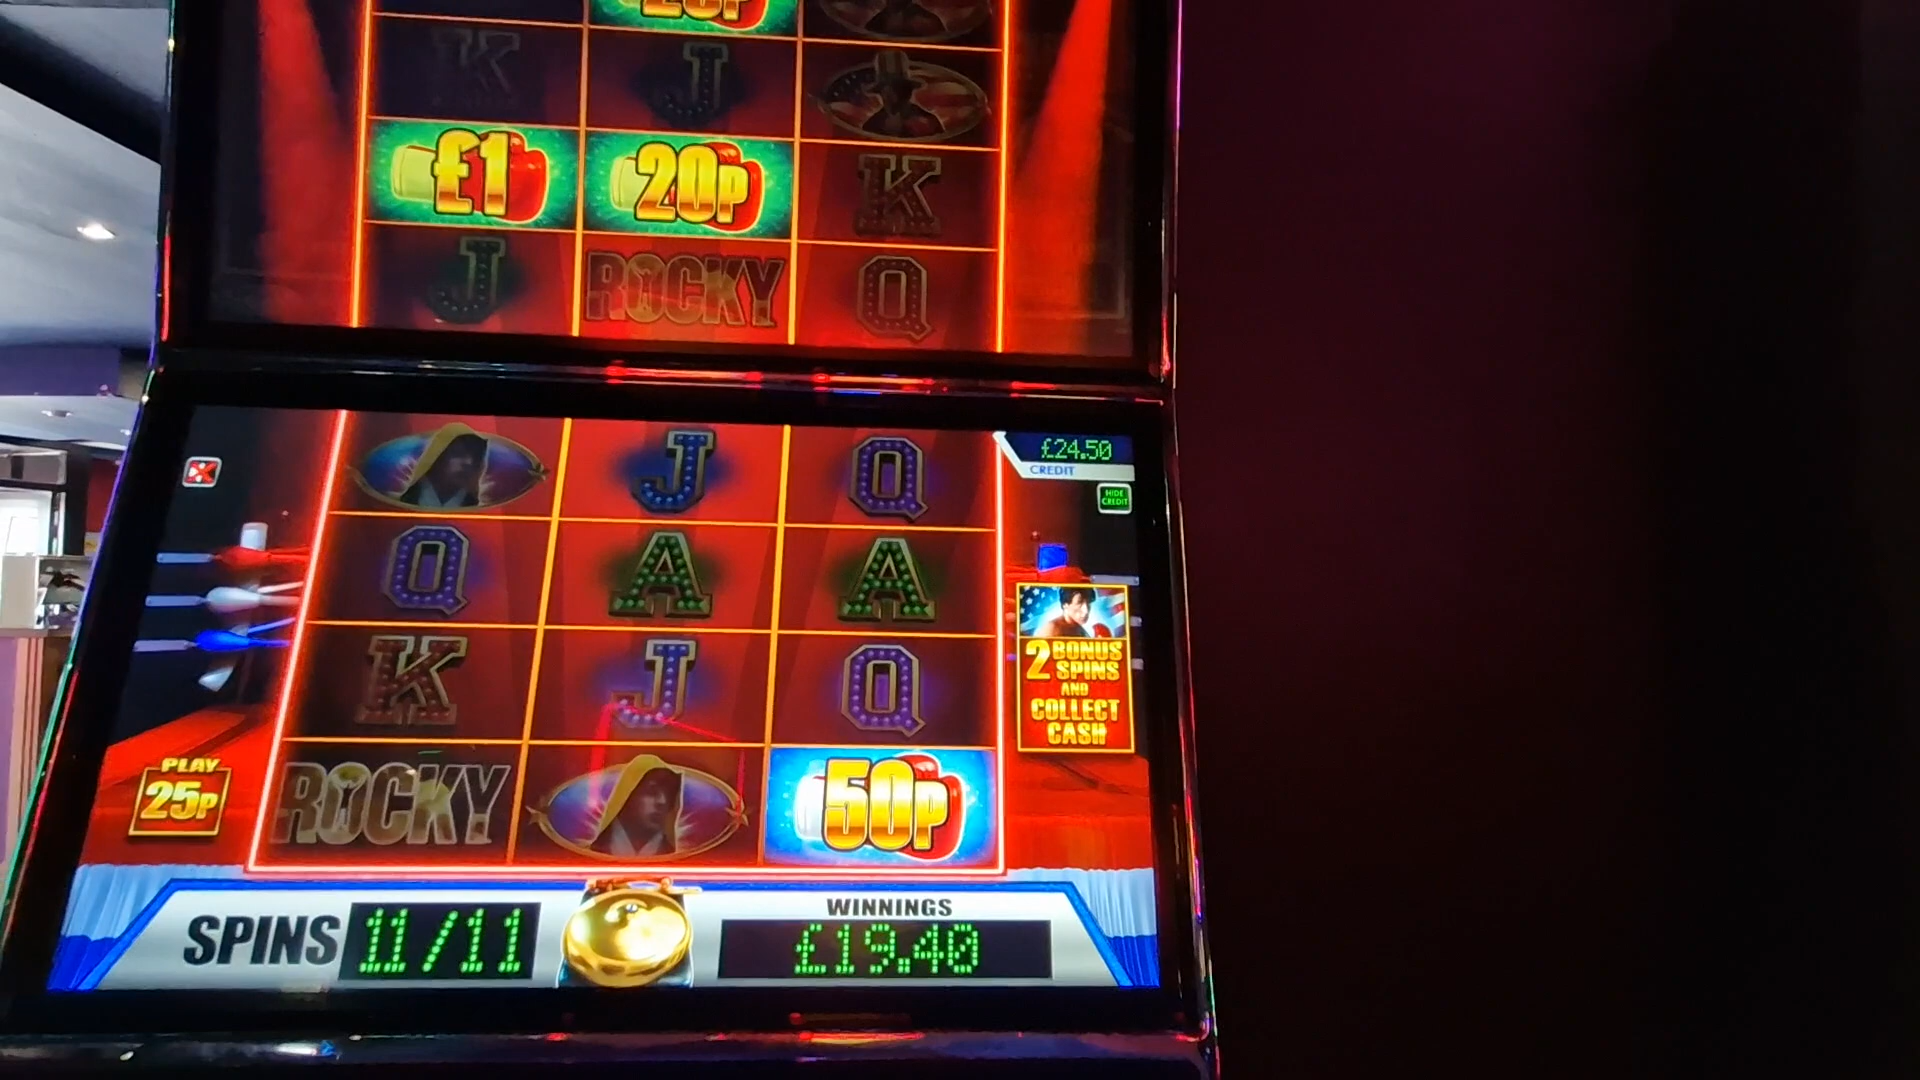 20P
K J
£1 20P K
J ROCKY Q
£24.50
CREDIT
HIDE
CREDIT
J Q
Q A A
K J Q
ROCKY 50P
2 BONUS
SPINS
AND
COLLECT
CASH
PLAY
25P
SPINS 11/11
WINNINGS
£19.40